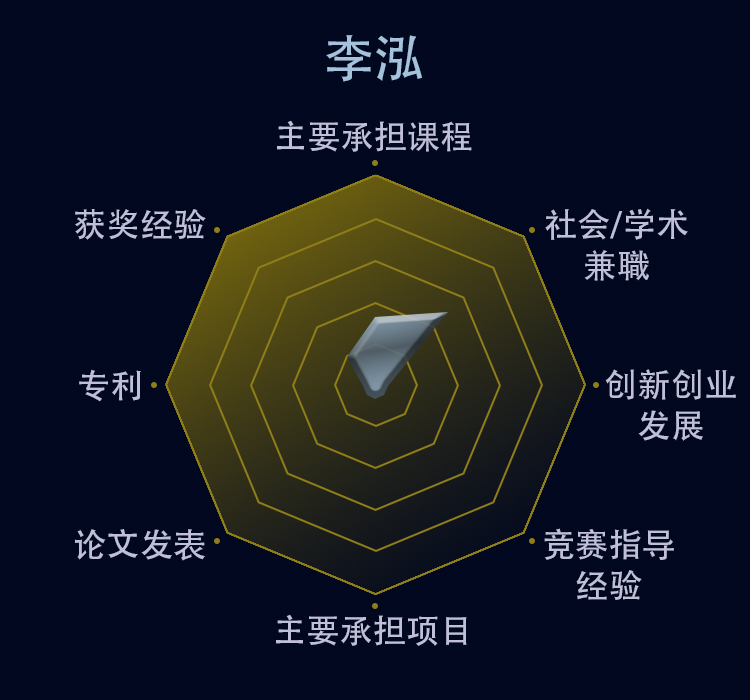 李泓
主要承担课程
获奖经验
社会/学术
兼職
专利
创新创业
发展
论文发表
竞赛指导
经验
主要承担项目